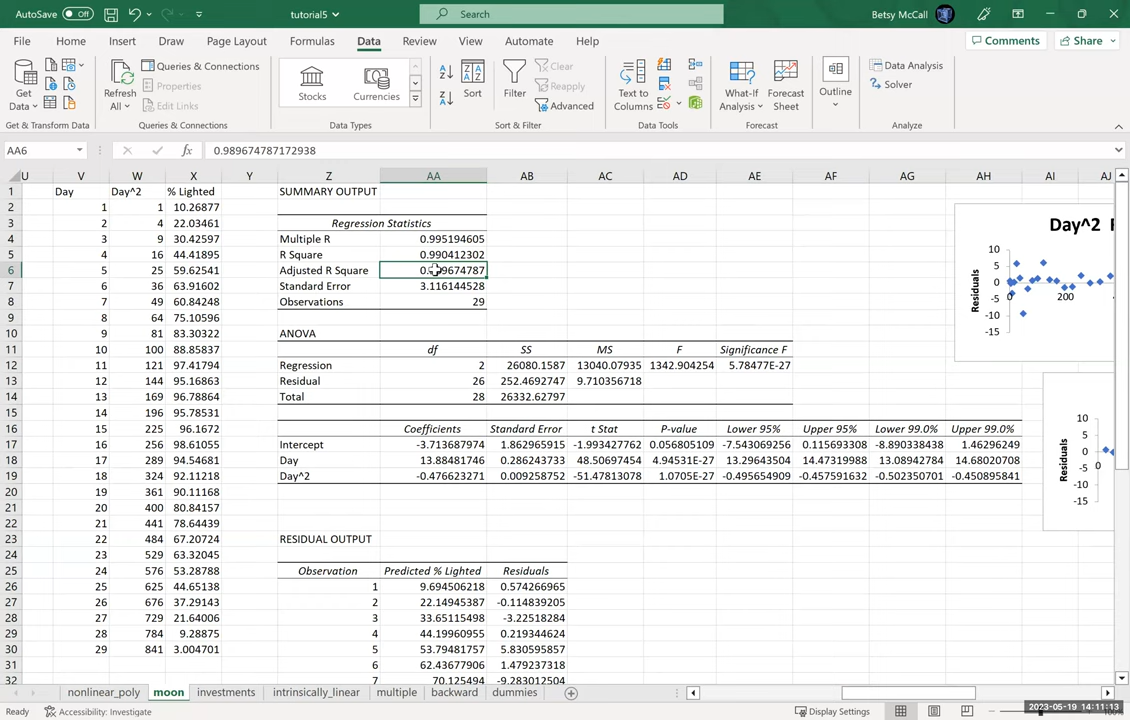 AutoSave Off tutorial5 Search Betsy McCall
File Home Insert Draw Page Layout Formulas Data Review View Automate Help Comments Share
Get Data Refresh All Queries & Connections Properties Edit Links Stocks Currencies Sort Filter Clear Reapply Advanced Text to Columns What-If Analysis Forecast Sheet Outline Data Analysis Solver
Get & Transform Data Queries & Connections Data Types Sort & Filter Data Tools Forecast Analyze
AA6 fx 0.989674787172938
U V W X Y Z AA AB AC AD AE AF AG AH AI AJ
1 Day Day^2 % Lighted SUMMARY OUTPUT
2 1 1 10.26877
3 2 4 22.03461 Regression Statistics
4 3 9 30.42597 Multiple R 0.995194605
5 4 16 44.41895 R Square 0.990412302
6 5 25 59.62541 Adjusted R Square
7 6 36 63.91602 Standard Error 3.116144528
8 7 49 60.84248 Observations 29
9 8 64 75.10596
10 9 81 83.30322 ANOVA
11 10 100 88.85837 df SS MS F Significance F
12 11 121 97.41794 Regression 2 26080.1587 13040.07935 1342.904254 5.78477E-27
13 12 144 95.16863 Residual 26 252.4692747 9.710356718
14 13 169 96.78864 Total 28 26332.62797
15 14 196 95.78531
16 15 225 96.1672 Coefficients Standard Error t Stat P-value Lower 95% Upper 95% Lower 99.0% Upper 99.0%
17 16 256 98.61055 Intercept -3.713687974 1.862965915 -1.993427762 0.056805109 -7.543069256 0.115693308 -8.890338438 1.46296249
18 17 289 94.54681 Day 13.88481746 0.286243733 48.50697454 4.94531E-27 13.29643504 14.47319988 13.08942784 14.68020708
19 18 324 92.11218 Day^2 -0.476623271 0.009258752 -51.47813078 1.0705E-27 -0.495654909 -0.457591632 -0.502350701 -0.450895841
20 19 361 90.11168
21 20 400 80.84157
22 21 441 78.64439
23 22 484 67.20724 RESIDUAL OUTPUT
24 23 529 63.32045
25 24 576 53.28788 Observation Predicted % Lighted Residuals
26 25 625 44.65138 1 9.694506218 0.574266965
27 26 676 37.29143 2 22.14945387 -0.114839205
28 27 729 21.64006 3 33.65115498 -3.22518284
29 28 784 9.28875 4 44.19960955 0.219344624
30 29 841 3.004701 5 53.79481757 5.830595857
31 6 62.43677906 1.479237318
32 7 70.125494 -9.283012504
Day^2
Residuals
10
5
0
-5
-10
-15
0 200
Residuals
10
5
0
-5
-10
-15
0
nonlinear_poly moon investments intrinsically_linear multiple backward dummies
Ready Accessibility: Investigate Display Settings
2023-05-19 14:11:13